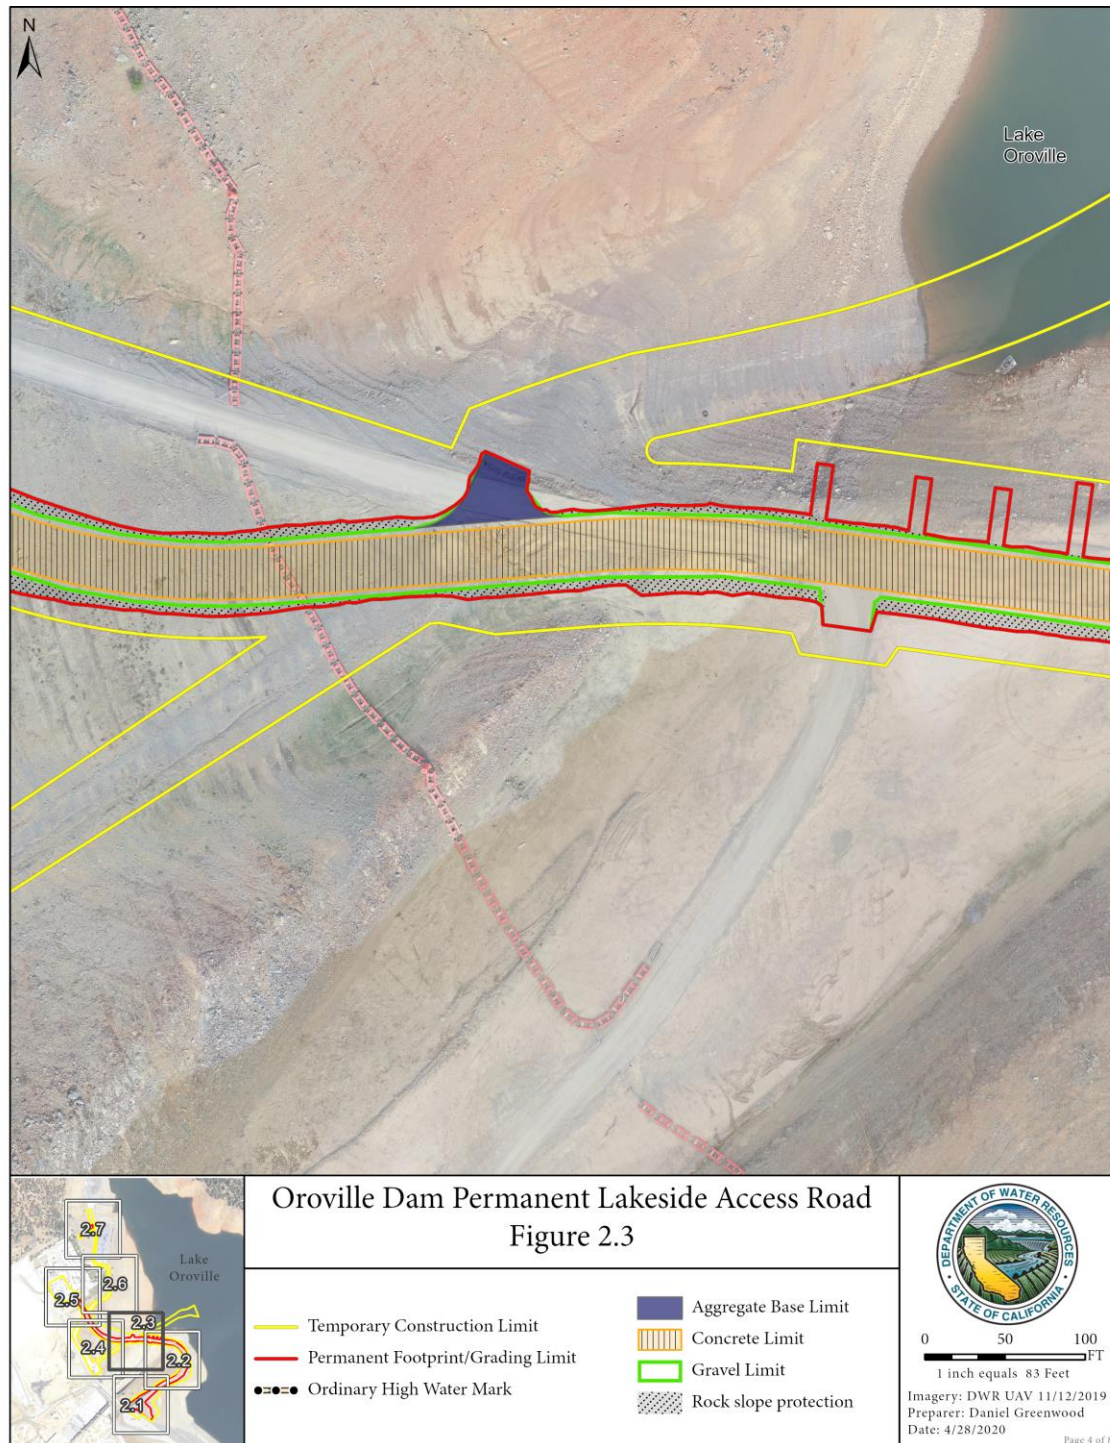 N
Lake
Oroville
2.7
Lake
Oroville
2.6
2.5
2.3
2.4
2.2
2.1
Oroville Dam Permanent Lakeside Access Road
Figure 2.3
Temporary Construction Limit
Permanent Footprint/Grading Limit
Ordinary High Water Mark
Aggregate Base Limit
Concrete Limit
Gravel Limit
Rock slope protection
DEPARTMENT OF WATER RESOURCES
STATE OF CALIFORNIA
0 50 100
FT
1 inch equals 83 Feet
Imagery: DWR UAV 11/12/2019
Preparer: Daniel Greenwood
Date: 4/28/2020
Page 4 of